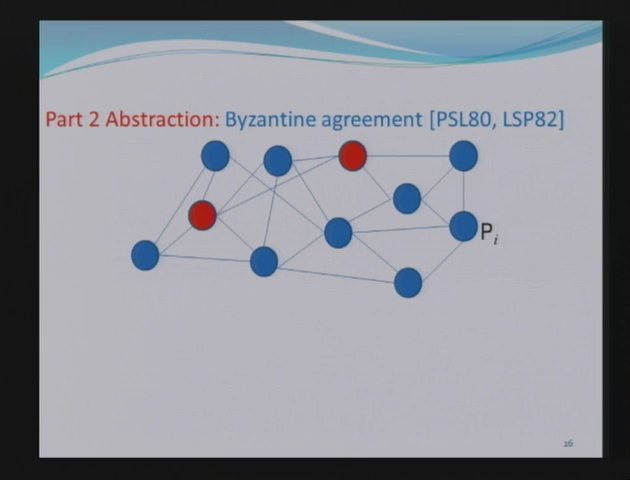 Part 2 Abstraction: Byzantine agreement [PSL80, LSP82]
Pi
26